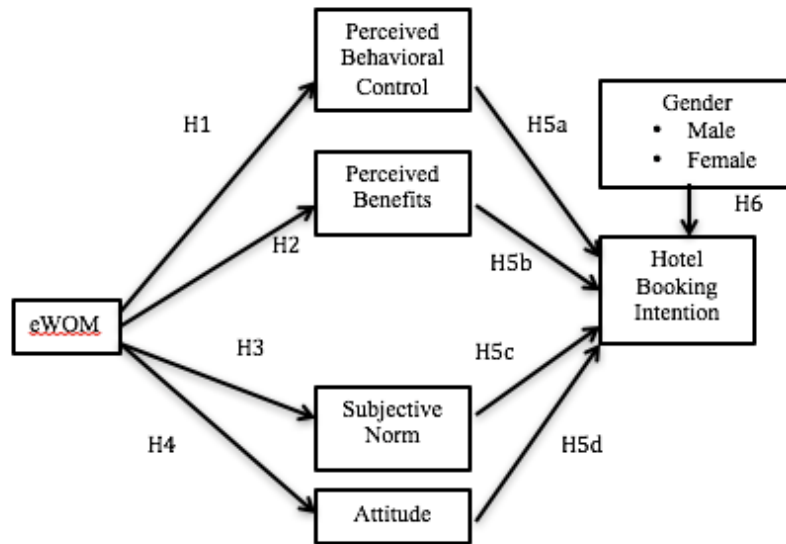 Perceived
Behavioral
Control
Gender
• Male
• Female
H1
H5a
Perceived
Benefits
H6
H2
H5b
Hotel
Booking
Intention
eWOM
H3
H5c
Subjective
Norm
H4
H5d
Attitude